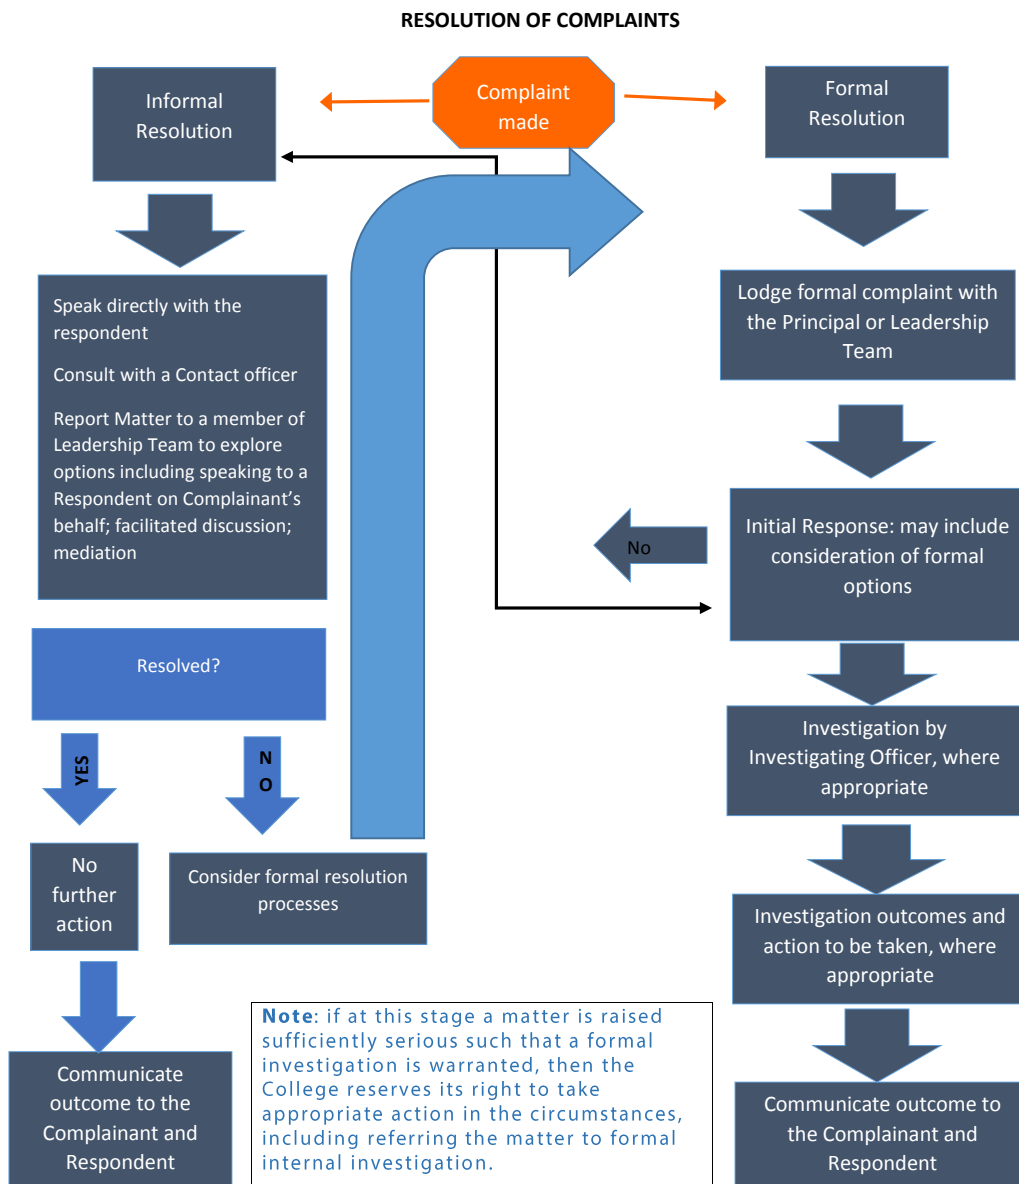 RESOLUTION OF COMPLAINTS
Informal
Resolution
Complaint
made
Formal
Resolution
Speak directly with the
respondent
Consult with a Contact officer
Report Matter to a member of
Leadership Team to explore
options including speaking to a
Respondent on Complainant’s
behalf; facilitated discussion;
mediation
Lodge formal complaint with
the Principal or Leadership
Team
No
Initial Response: may include
consideration of formal
options
Resolved?
YES
N
O
Investigation by
Investigating Officer, where
appropriate
No
further
action
Consider formal resolution
processes
Investigation outcomes and
action to be taken, where
appropriate
Note: if at this stage a matter is raised
sufficiently serious such that a formal
investigation is warranted, then the
College reserves its right to take
appropriate action in the circumstances,
including referring the matter to formal
internal investigation.
Communicate
outcome to the
Complainant and
Respondent
Communicate outcome to
the Complainant and
Respondent